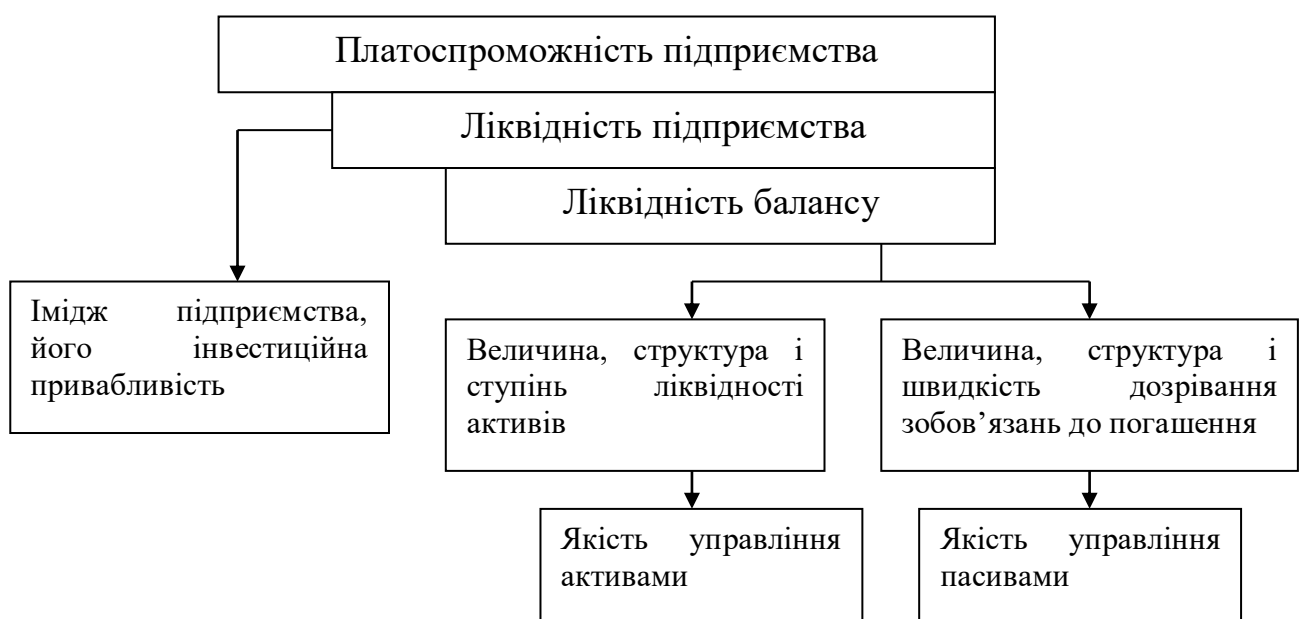 Платоспроможність підприємства
Ліквідність підприємства
Ліквідність балансу
Імідж підприємства,
його інвестиційна
привабливість
Величина, структура і
ступінь ліквідності
активів
Величина, структура і
швидкість дозрівання
зобов’язань до погашення
Якість управління
активами
Якість управління
пасивами